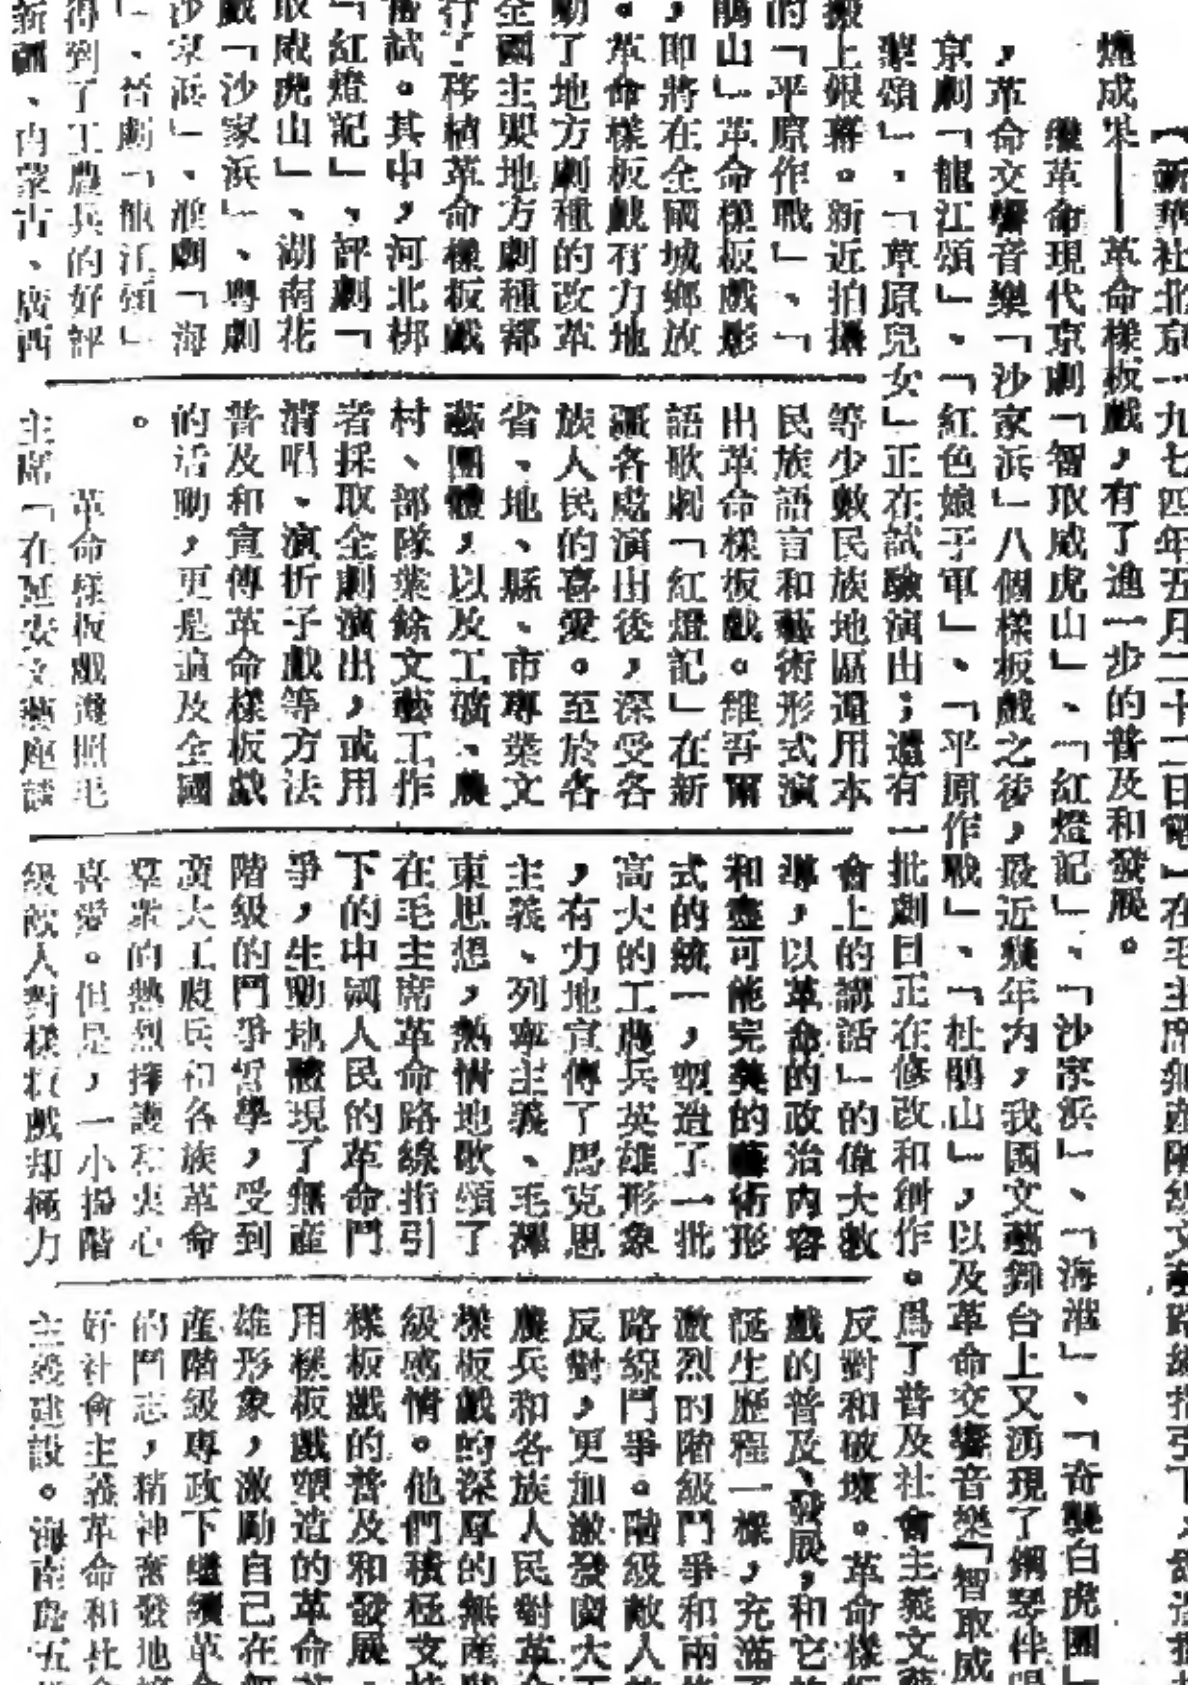 【新華社北京一九七四年五月二十二日電】在毛主席無產階級文藝路線指引下，
煌成果——革命樣板戲，有了進一步的普及和發展。
繼革命現代京劇「智取威虎山」、「紅燈記」、「沙家浜」、「海港」、「奇襲白虎團」
，革命交響音樂「沙家浜」八個樣板戲之後，最近幾年內，我國文藝舞台上又湧現了鋼琴伴唱
京劇「龍江頌」、「紅色娘子軍」、「平原作戰」、「杜鵑山」，以及革命交響音樂「智取威
頌」、「草原兒女」正在試驗演出；還有一批劇目正在修改和創作。爲了普及社會主義文藝
搬上銀幕。新近拍攝
的「平原作戰」、「
鵑山」革命樣板戲影
，即將在全國城鄉放
。革命樣板戲有力地
動了地方劇種的改革
全國主要地方劇種都
行了移植革命樣板戲
嘗試。其中，河北梆
「紅燈記」、評劇「
取威虎山」、湖南花
戲「沙家浜」、粵劇
沙家浜」、淮劇「海
」、晉劇「龍江頌」
得到了工農兵的好評
新疆、內蒙古、廣西
等少數民族地區還用本
民族語言和藝術形式演
出革命樣板戲。維吾爾
語歌劇「紅燈記」在新
疆各處演出後，深受各
族人民的喜愛。至於各
省、地、縣、市專業文
藝團體，以及工礦、農
村、部隊業餘文藝工作
者採取全劇演出，或用
清唱、演折子戲等方法
普及和宣傳革命樣板戲
的活動，更是遍及全國
。
革命樣板戲遵照毛
主席「在延安文藝座談
會上的講話」的偉大教
導，以革命的政治內容
和盡可能完美的藝術形
式的統一，塑造了一批
高大的工農兵英雄形象
，有力地宣傳了馬克思
主義、列寧主義、毛澤
東思想，熱情地歌頌了
在毛主席革命路線指引
下的中國人民的革命鬥
爭，生動地體現了無產
階級的鬥爭哲學，受到
廣大工農兵和各族革命
羣衆的熱烈擁護和衷心
喜愛。但是，一小撮階
級敵人對樣板戲却極力
反對和破壞。革命樣板
戲的普及、發展，和它的
誕生歷程一樣，充滿了
激烈的階級鬥爭和兩條
路線鬥爭。階級敵人的
反對，更加激發廣大工
農兵和各族人民對革命
樣板戲的深厚的無產階
級感情。他們積極支持
樣板戲的普及和發展，
用樣板戲塑造的革命英
雄形象，激勵自己在無
產階級專政下繼續革命
的鬥志，精神奮發地搞
好社會主義革命和社會
主義建設。海南島五